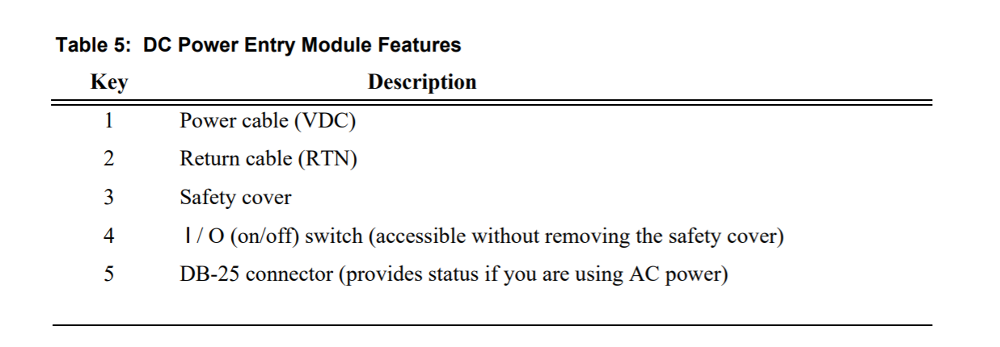 Table 5: DC Power Entry Module Features
Key Description
1 Power cable (VDC)
2 Return cable (RTN)
3 Safety cover
4 I / O (on/off) switch (accessible without removing the safety cover)
5 DB-25 connector (provides status if you are using AC power)